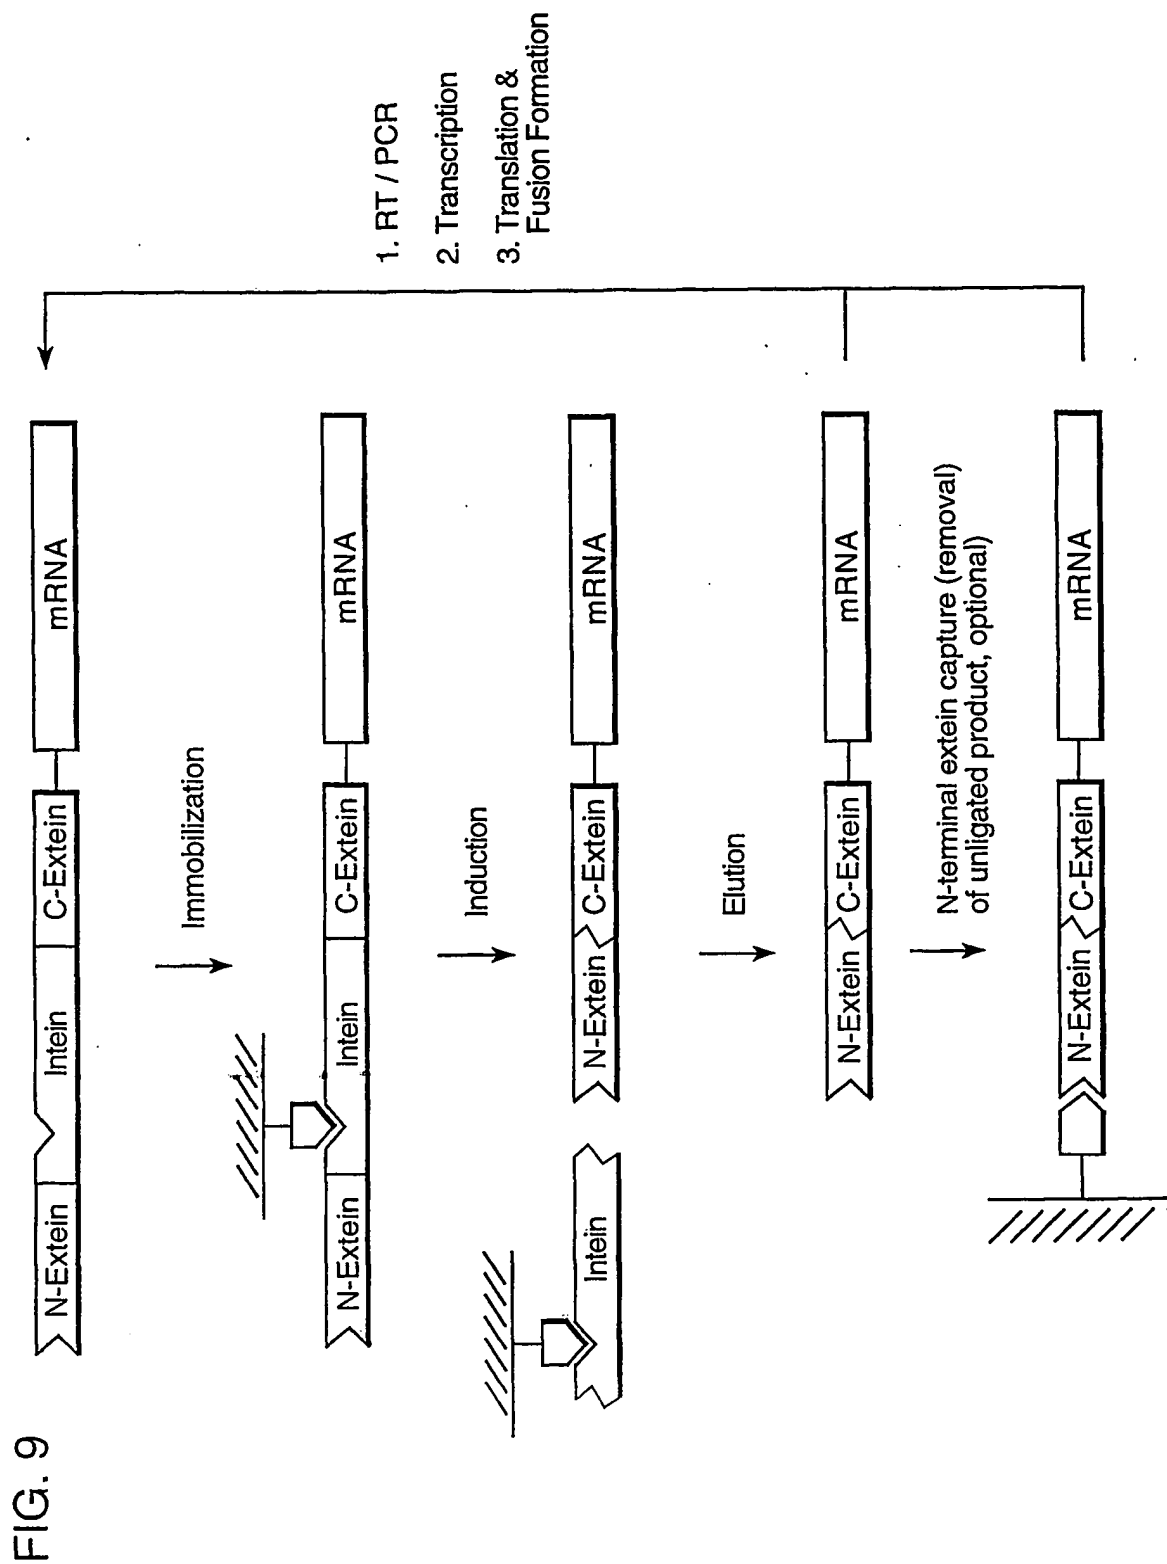 FIG. 9
N-Extein Intein C-Extein mRNA
Immobilization
N-Extein Intein C-Extein mRNA
Induction
Intein N-Extein C-Extein mRNA
Elution
N-Extein C-Extein mRNA
N-terminal extein capture (removal
of unligated product, optional)
N-Extein C-Extein mRNA
1. RT / PCR
2. Transcription
3. Translation &
Fusion Formation